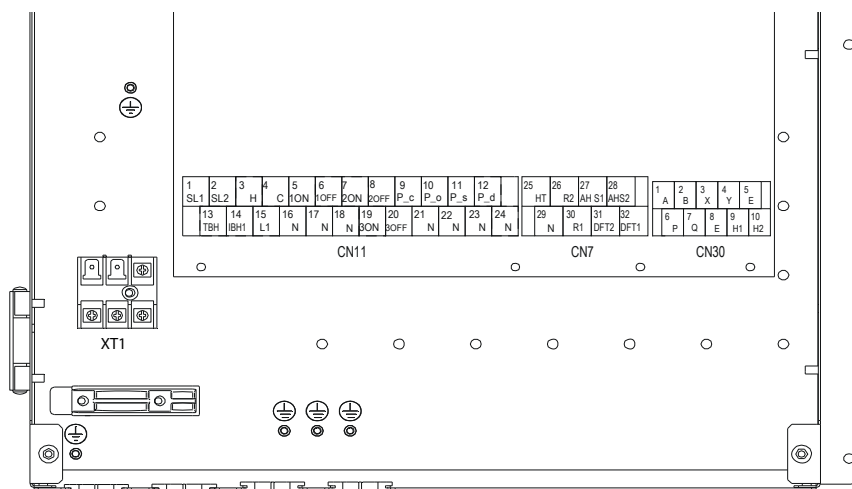 1 2 3 4 5 6 7 8 9 10 11 12
SL1 SL2 H C 1ON 1OFF 2ON 2OFF P_c P_o P_s P_d
13 14 15 16 17 18 19 20 21 22 23 24
TBH IBH1 L1 N N N 3ON 3OFF N N N N
CN11
25 26 27 28
HT R2 AH S1 AHS2
29 30 31 32
N R1 DFT2 DFT1
CN7
1 2 3 4 5
A B X Y E
6 7 8 9 10
P Q E H1 H2
CN30
XT1